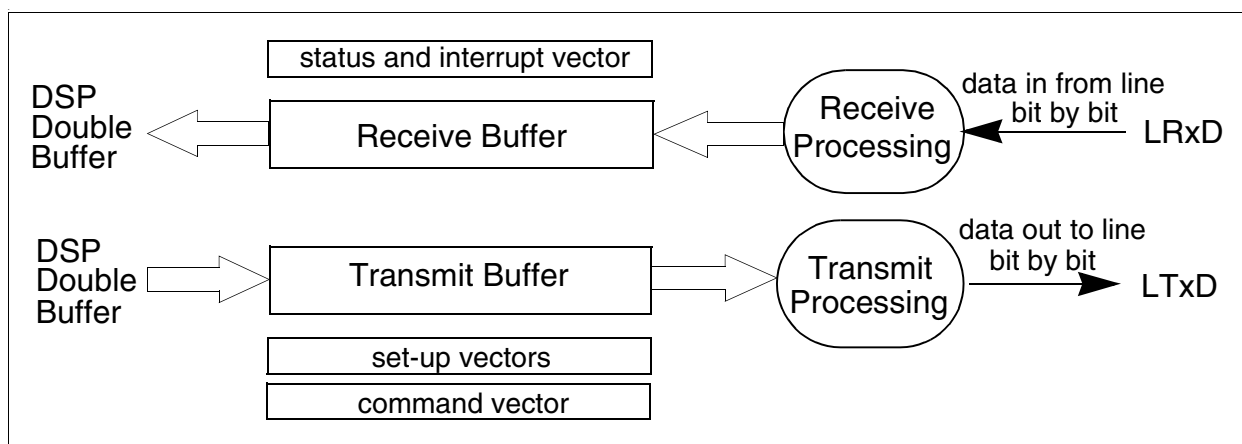 status and interrupt vector
DSP
Double
Buffer
Receive Buffer
Receive
Processing
data in from line
bit by bit
LRxD
DSP
Double
Buffer
Transmit Buffer
Transmit
Processing
data out to line
bit by bit
LTxD
set-up vectors
command vector